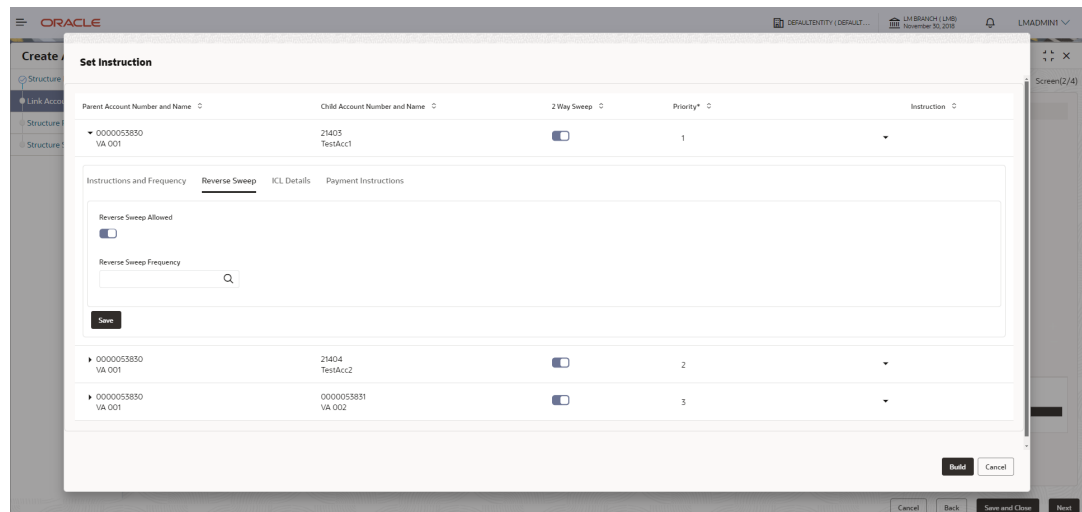 ORACLE
DEFAULTENTITY ( DEFAULT....
LM BRANCH ( LMB)
November 30, 2018
LMADMIN1
Create
Set Instruction
Structure
Screen(2/4)
Link Accou
Structure
Structure
Parent Account Number and Name
Child Account Number and Name
2 Way Sweep
Priority*
Instruction
0000053830
VA 001
21403
TestAcc1
1
Instructions and Frequency
Reverse Sweep
ICL Details
Payment Instructions
Reverse Sweep Allowed
Reverse Sweep Frequency
Save
0000053830
VA 001
21404
TestAcc2
2
0000053830
VA 001
0000053831
VA 002
3
Build
Cancel
Cancel
Back
Save and Close
Next